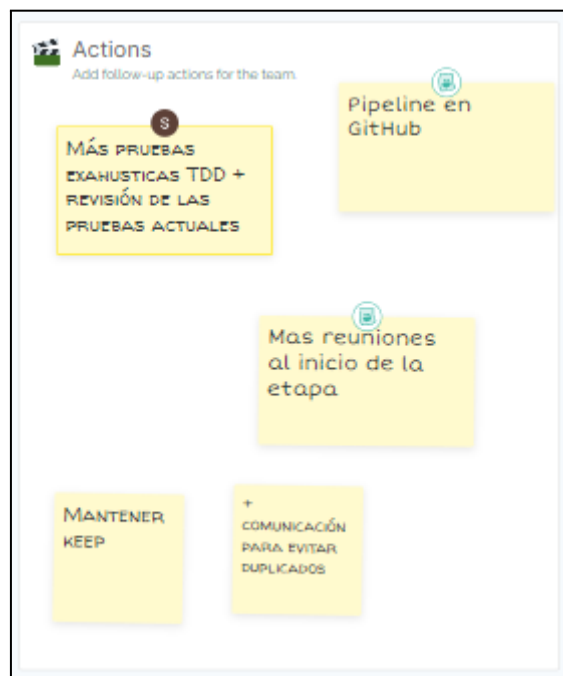 Actions
Add follow-up actions for the team.
Pipeline en
GitHub
S
Más pruebas
exahusticas TDD +
revisión de las
pruebas actuales
Mas reuniones
al inicio de la
etapa
Mantener
keep
+
comunicación
para evitar
duplicados